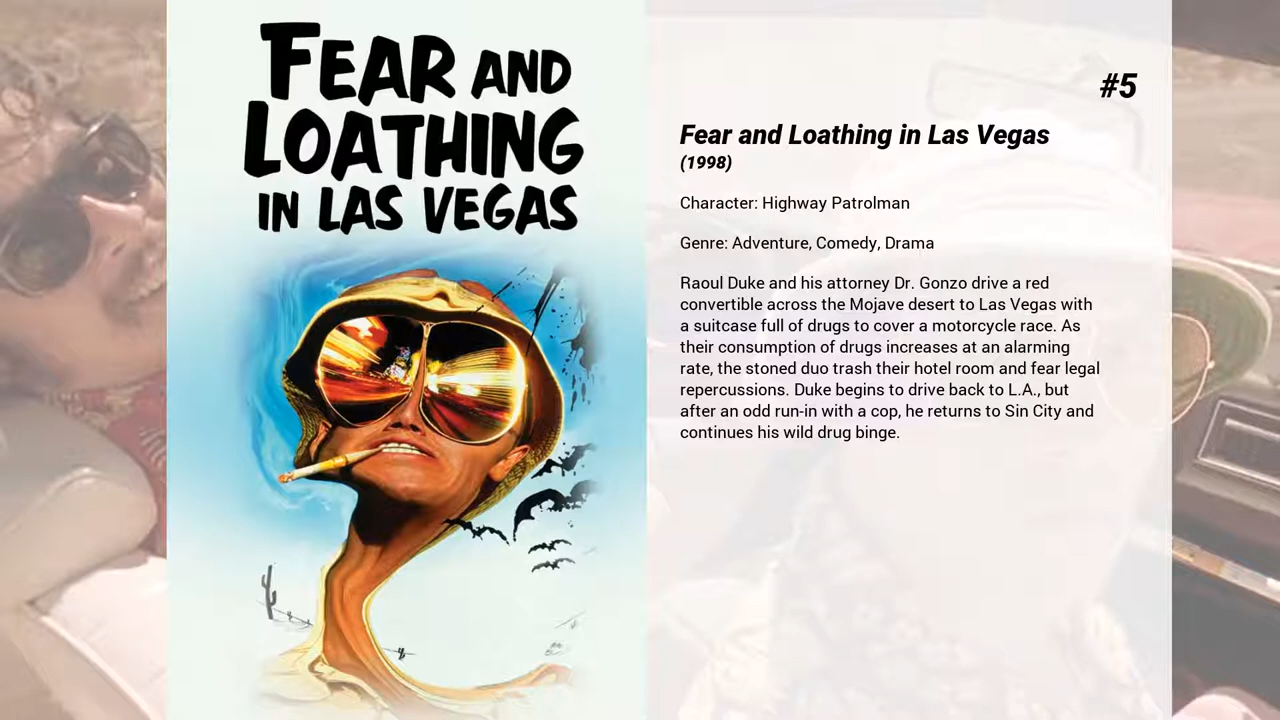 FEAR AND
LOATHING
IN LAS VEGAS
#5
Fear and Loathing in Las Vegas
(1998)
Character: Highway Patrolman
Genre: Adventure, Comedy, Drama
Raoul Duke and his attorney Dr. Gonzo drive a red
convertible across the Mojave desert to Las Vegas with
a suitcase full of drugs to cover a motorcycle race. As
their consumption of drugs increases at an alarming
rate, the stoned duo trash their hotel room and fear legal
repercussions. Duke begins to drive back to L.A., but
after an odd run-in with a cop, he returns to Sin City and
continues his wild drug binge.